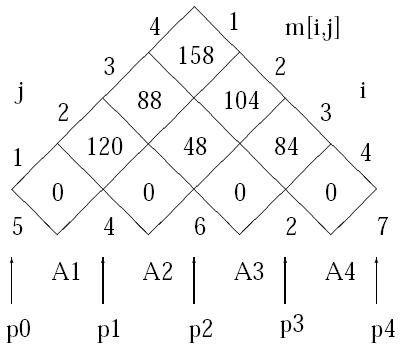 4 1 m[i,j]
158
3 2
j 88 104 i
2 3
120 48 84
1 4
0 0 0 0
5 4 6 2 7
A1 A2 A3 A4
p0 p1 p2 p3 p4